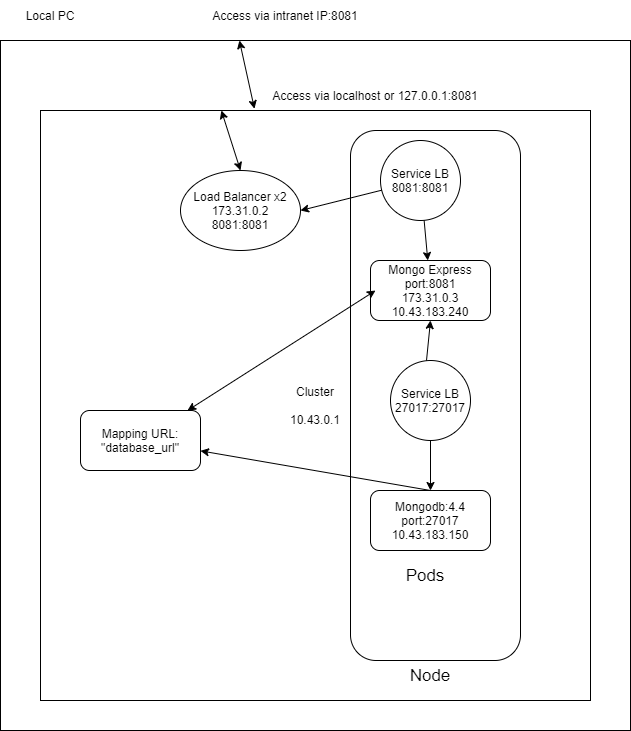 Local PC
Access via intranet IP:8081
Access via localhost or 127.0.0.1:8081
Service LB
8081:8081
Load Balancer x2
173.31.0.2
8081:8081
Mongo Express
port:8081
173.31.0.3
10.43.183.240
Cluster
10.43.0.1
Service LB
27017:27017
Mapping URL:
"database_url"
Mongodb:4.4
port:27017
10.43.183.150
Pods
Node